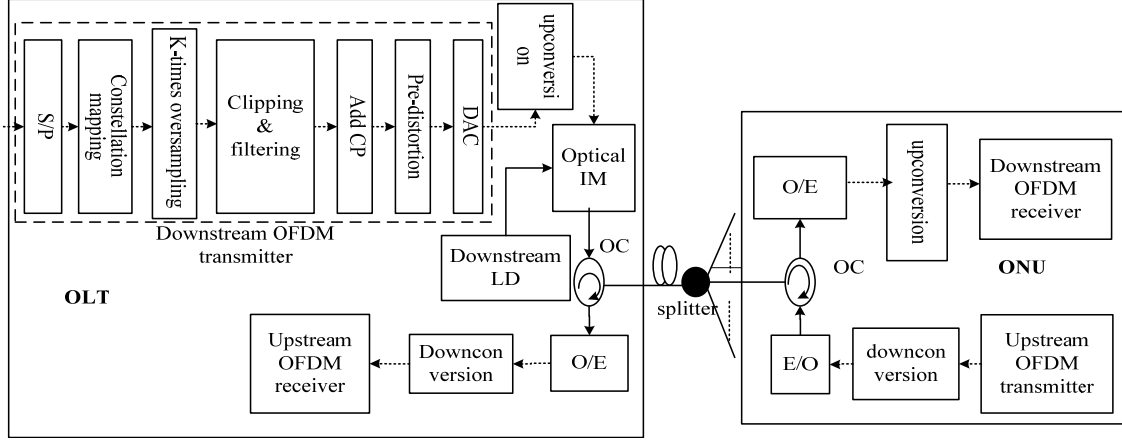 S/P
Constellation
mapping
K-times oversampling
Clipping
&
filtering
Add CP
Pre-distortion
DAC
upconversi
on
Downstream OFDM
transmitter
Optical
IM
Downstream
LD
OC
OLT
Upstream
OFDM
receiver
Downcon
version
O/E
splitter
O/E
upconversion
Downstream
OFDM
receiver
OC
ONU
E/O
downcon
version
Upstream
OFDM
transmitter